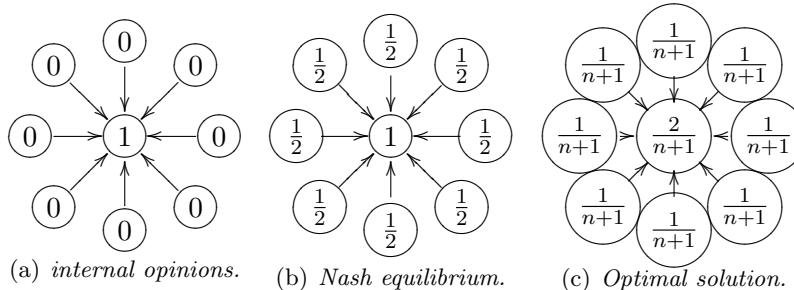 0
0 0
0 1 0
0 0
0
(a) internal opinions.
1/2
1/2 1/2
1/2 1 1/2
1/2 1/2
1/2
(b) Nash equilibrium.
1/n+1
1/n+1 1/n+1
1/n+1 2/n+1 1/n+1
1/n+1 1/n+1
1/n+1
(c) Optimal solution.